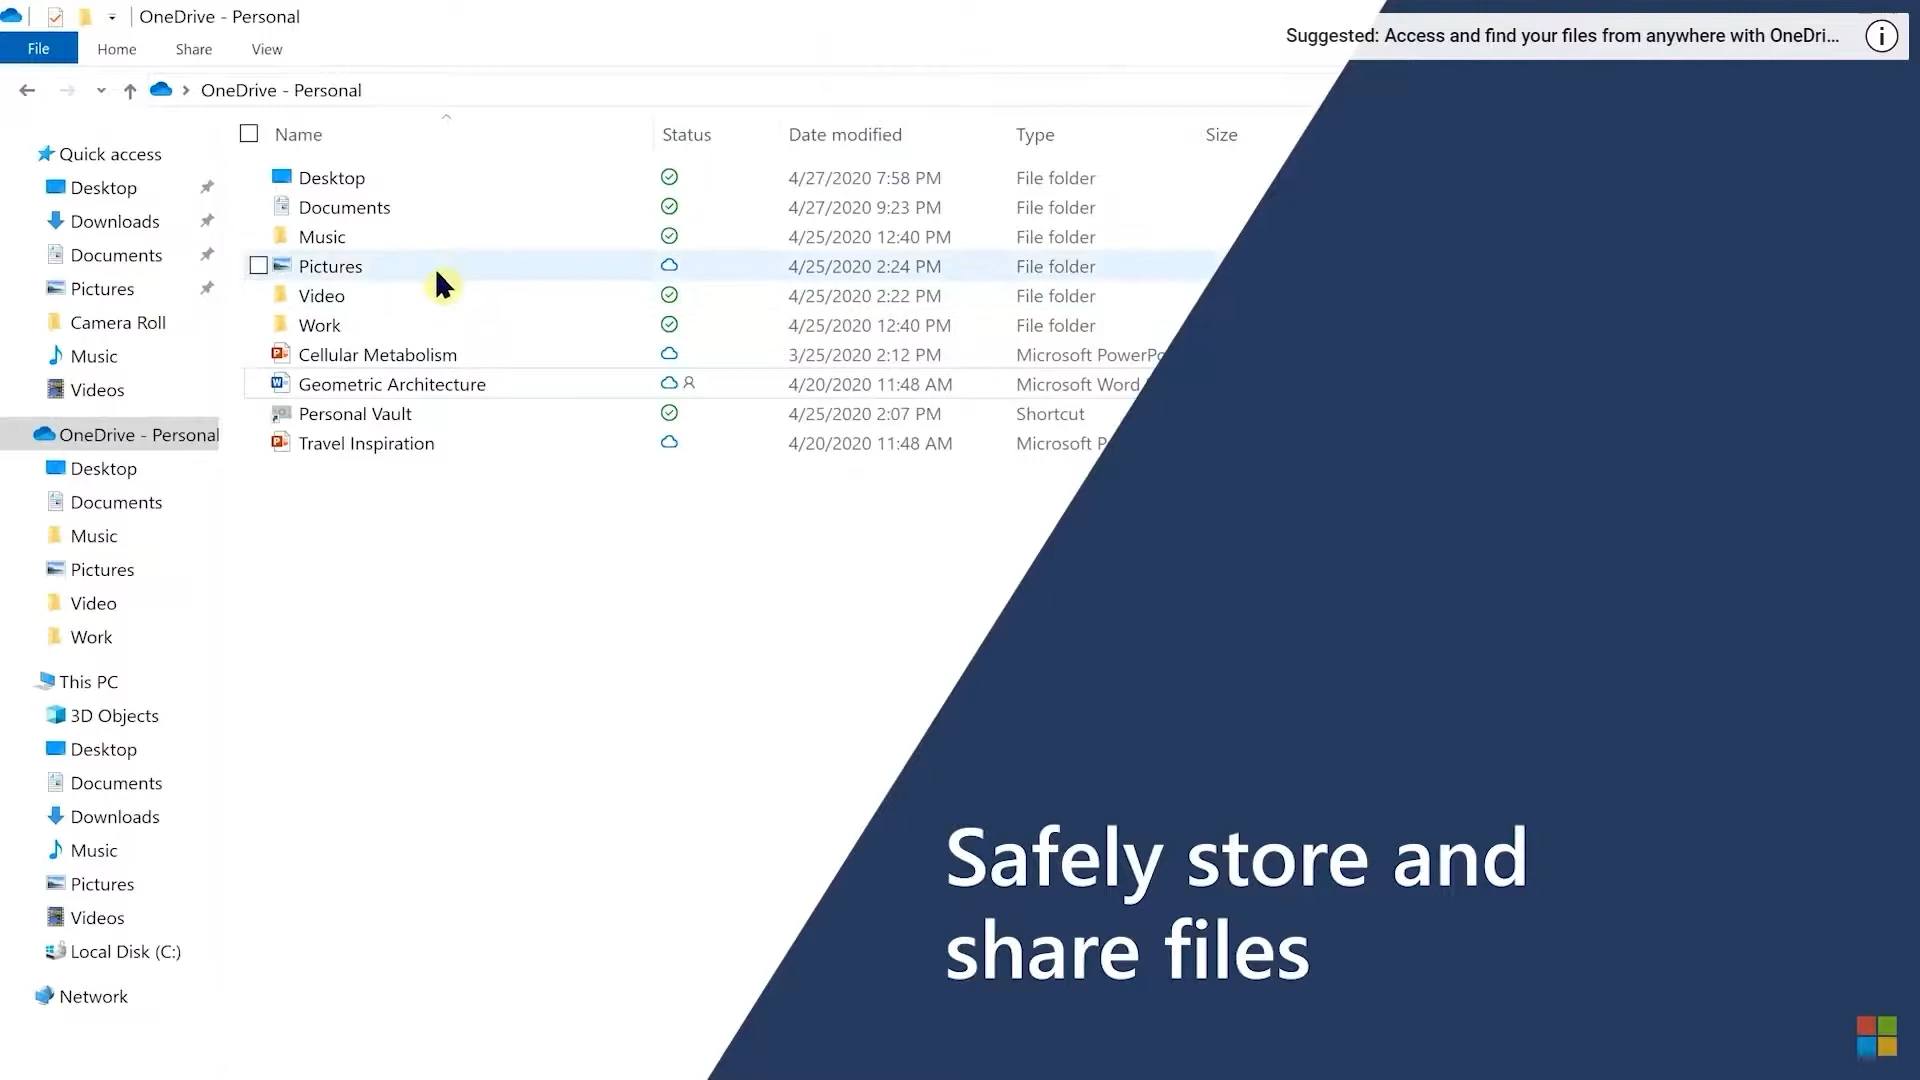 OneDrive - Personal
Suggested: Access and find your files from anywhere with OneDri...
File Home Share View
OneDrive - Personal
Name Status Date modified Type Size
Quick access
Desktop
Downloads
Documents
Pictures
Camera Roll
Music
Videos
OneDrive - Personal
Desktop
Documents
Music
Pictures
Video
Work
This PC
3D Objects
Desktop
Documents
Downloads
Music
Pictures
Videos
Local Disk (C:)
Network
Desktop 4/27/2020 7:58 PM File folder
Documents 4/27/2020 9:23 PM File folder
Music 4/25/2020 12:40 PM File folder
Pictures 4/25/2020 2:24 PM File folder
Video 4/25/2020 2:22 PM File folder
Work 4/25/2020 12:40 PM File folder
Cellular Metabolism 3/25/2020 2:12 PM Microsoft PowerPo
Geometric Architecture 4/20/2020 11:48 AM Microsoft Word
Personal Vault 4/25/2020 2:07 PM Shortcut
Travel Inspiration 4/20/2020 11:48 AM Microsoft P
Safely store and
share files